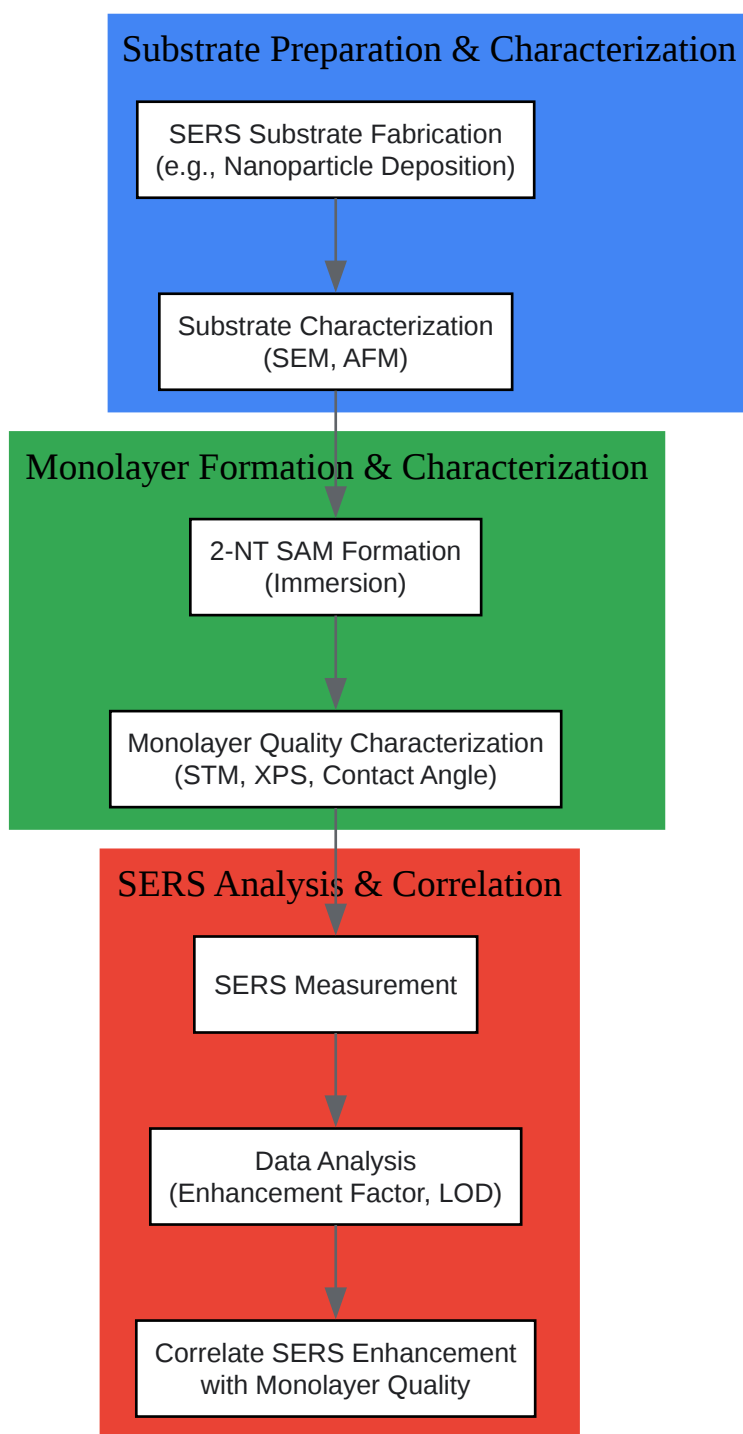 Substrate Preparation & Characterization
SERS Substrate Fabrication
(e.g., Nanoparticle Deposition)
Substrate Characterization
(SEM, AFM)
Monolayer Formation & Characterization
2-NT SAM Formation
(Immersion)
Monolayer Quality Characterization
(STM, XPS, Contact Angle)
SERS Analysis & Correlation
SERS Measurement
Data Analysis
(Enhancement Factor, LOD)
Correlate SERS Enhancement
with Monolayer Quality